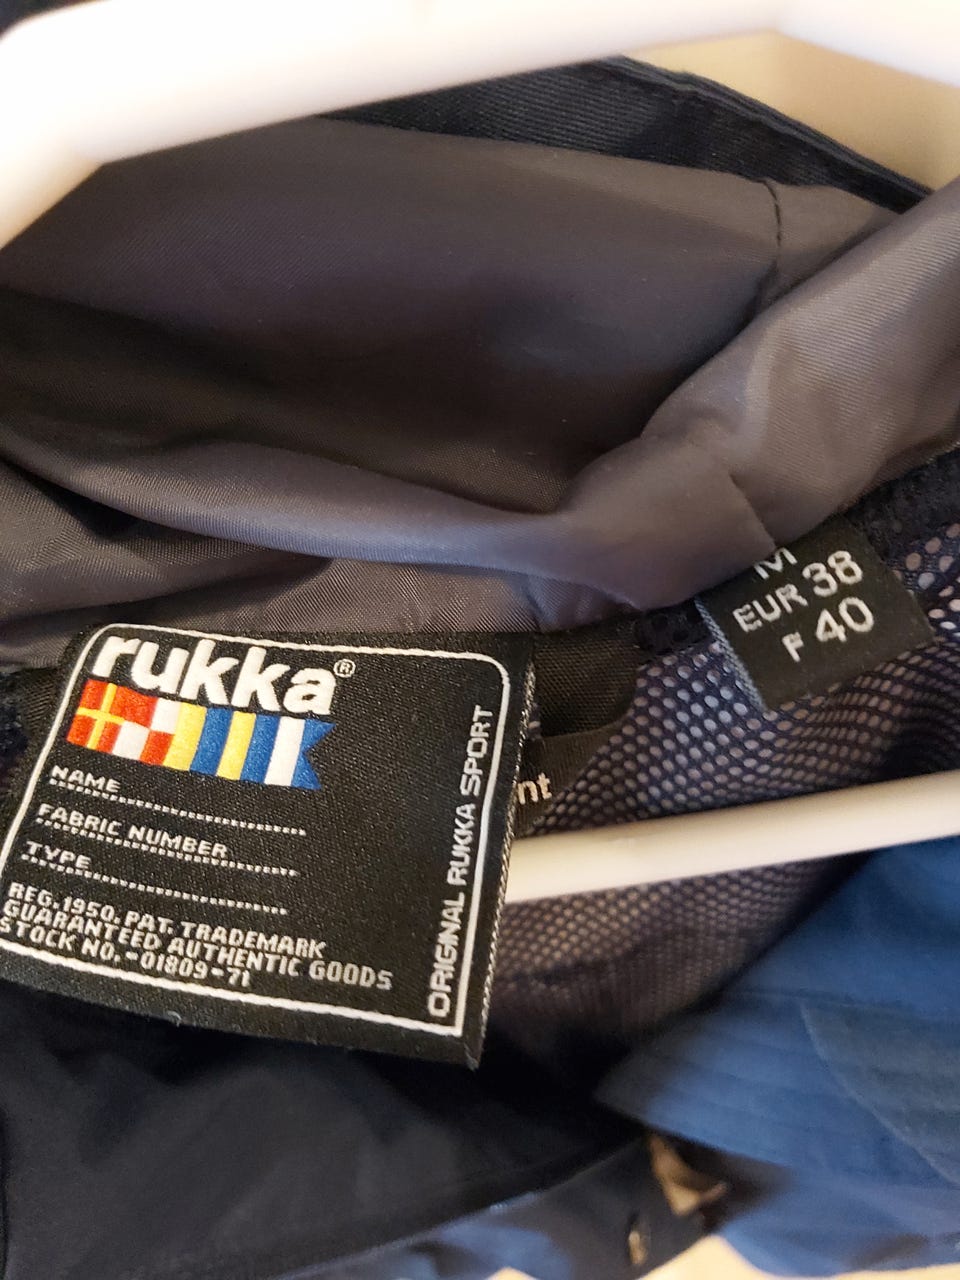 rukka®
NAME
FABRIC NUMBER
TYPE
REG. 1950. PAT. TRADEMARK
GUARANTEED AUTHENTIC GOODS
STOCK NO.-01809-71
ORIGINAL RUKKA SPORT
nt
M
EUR 38
F 40